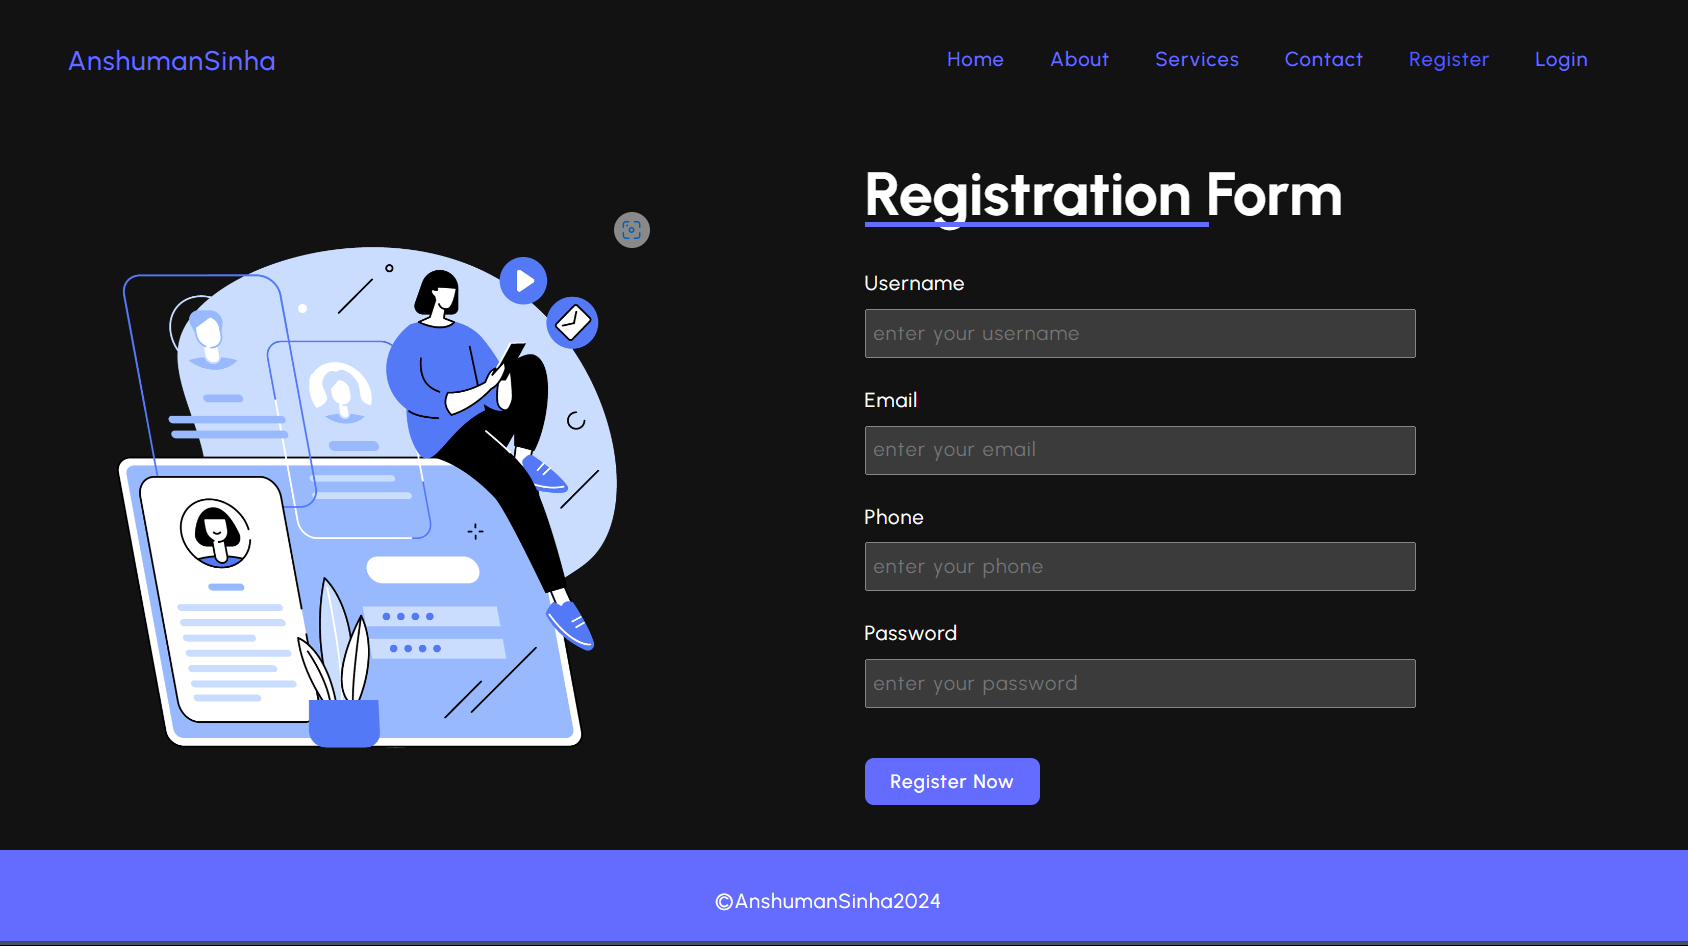 AnshumanSinha
Home About Services Contact Register Login
Registration Form
Username
enter your username
Email
enter your email
Phone
enter your phone
Password
enter your password
Register Now
©AnshumanSinha2024